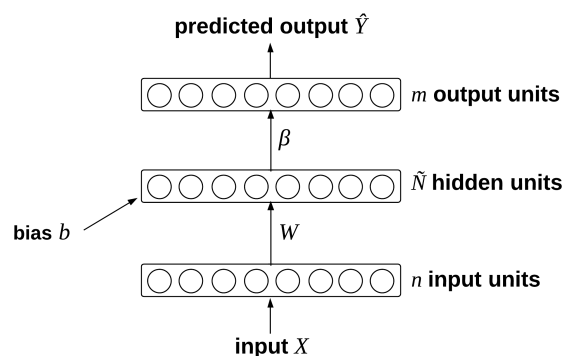 predicted output Ŷ
m output units
β
Ñ hidden units
bias b
W
n input units
input X